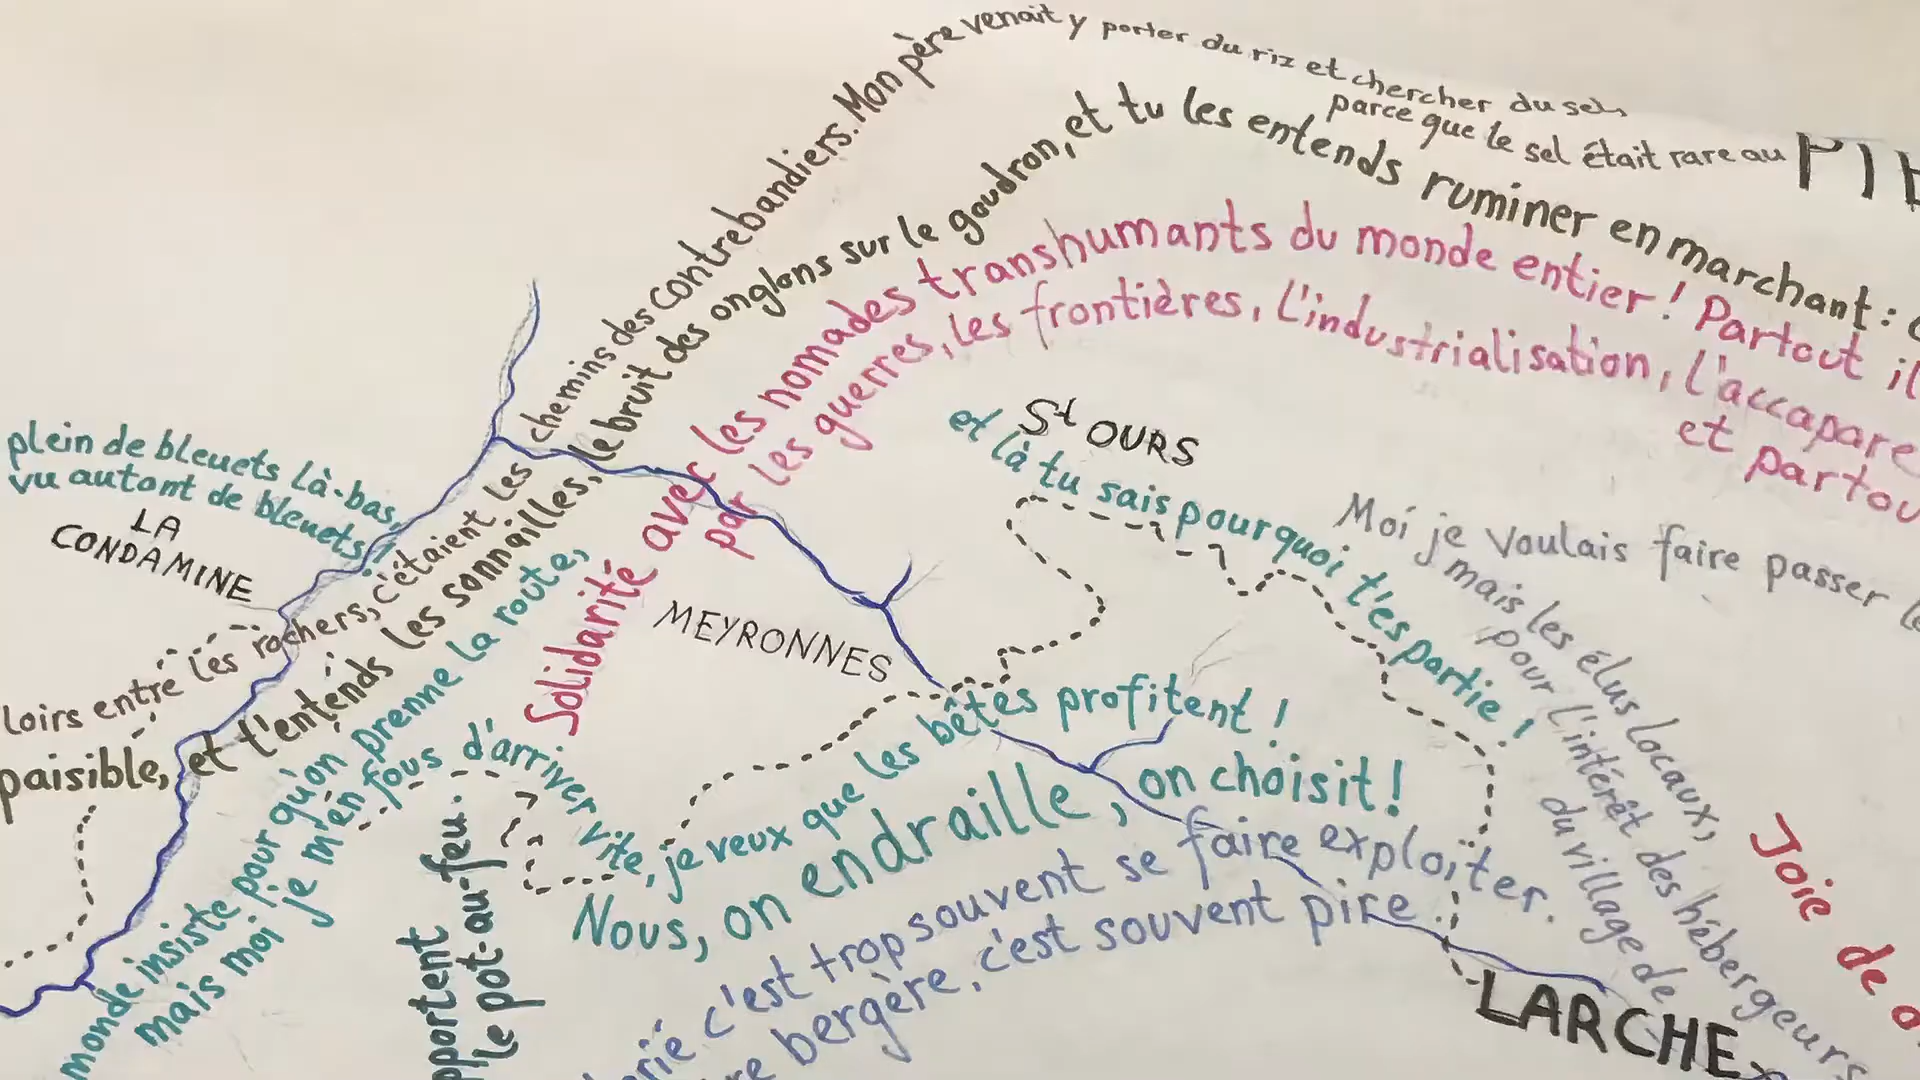 loirs entre les rochers, c'étaient les chemins des contrebandiers. Mon père venait y porter du riz et chercher du sel,
parce que le sel était rare au
paisible, et t'entends les sonnailles, le bruit des onglons sur le goudron, et tu les entends ruminer en marchant :
Solidarité avec les nomades transhumants du monde entier ! Partout il
par les guerres, les frontières, l'industrialisation, l'accapare
et partou
plein de bleuets là-bas,
vu autant de bleuets !
LA
CONDAMINE
St OURS
et là tu sais pourquoi t'es partie !
Moi je voulais faire passer le
mais les élus locaux,
pour l'intérêt des hébergeurs
du village de
MEYRONNES
monde insiste pour qu'on prenne la route,
mais moi je m'en fous d'arriver vite, je veux que les bêtes profitent !
Nous, on endraille, on choisit !
c'est trop souvent se faire exploiter.
bergère, c'est souvent pire.
pportent
le pot-au-feu.
Joie de
LARCHE